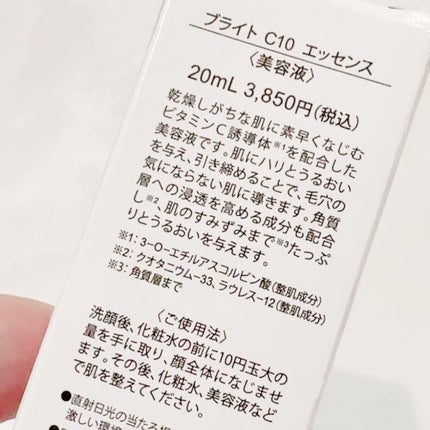 ブライト C10 エッセンス
〈美容液〉
20mL 3,850円(税込)
乾燥しがちな肌に素早くなじむ
ビタミンC誘導体※1を配合した
美容液です。肌にハリとうるおい
を与え、引き締めることで、毛穴の
気にならない肌に導きます。角質
層への浸透を高める成分も配合
し※2、肌のすみずみまで※3たっぷ
りとうるおいを与えます。
※1：3-O-エチルアスコルビン酸（整肌成分）
※2：クオタニウム-33、ラウレス-12（整肌成分）
※3：角質層まで
〈ご使用法〉
洗顔後、化粧水の前に10円玉大の
量を手に取り、顔全体になじませ
ます。その後、化粧水、美容液など
で肌を整えてください。
●直射日光の当たる場
激しい環境